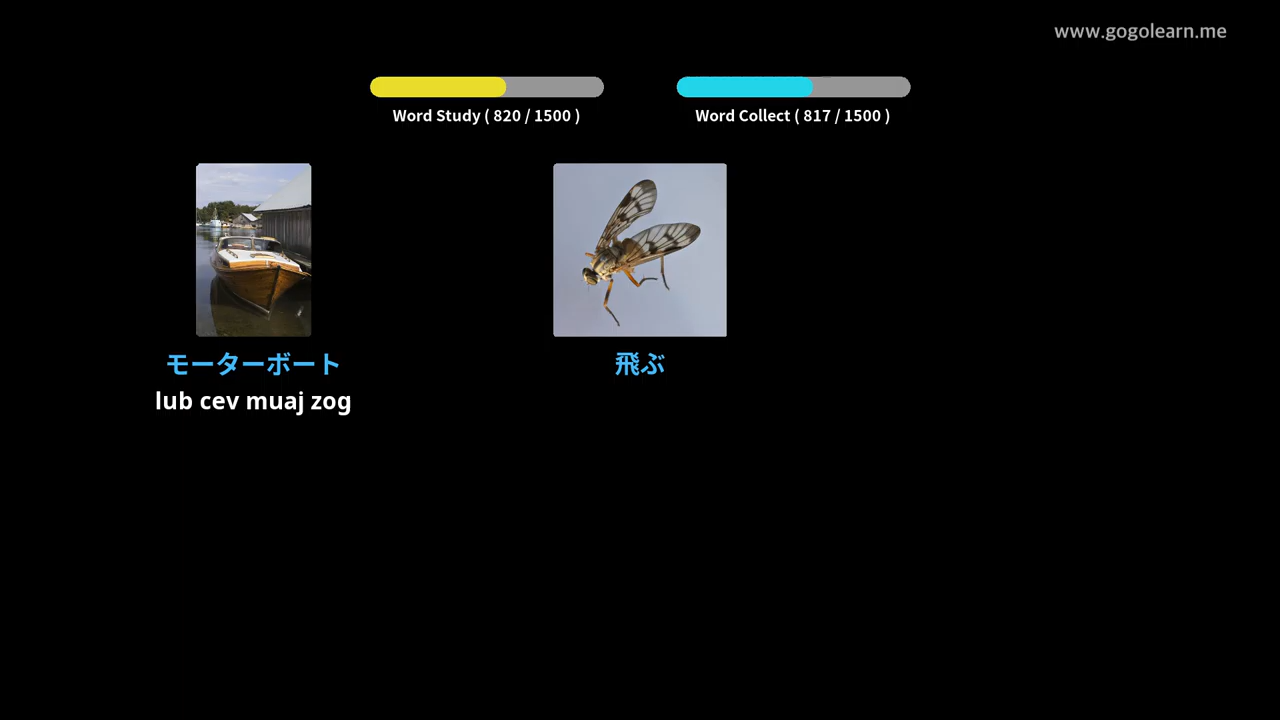 www.gogolearn.me
Word Study ( 820 / 1500 )
Word Collect ( 817 / 1500 )
モーターボート
飛ぶ
lub cev muaj zog